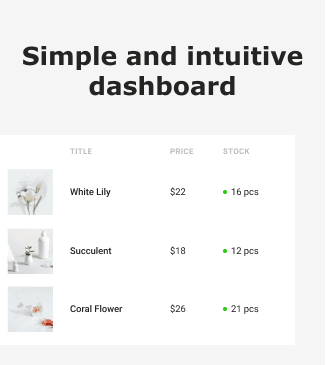 Simple and intuitive
dashboard
TITLE PRICE STOCK
White Lily $22 16 pcs
Succulent $18 12 pcs
Coral Flower $26 21 pcs